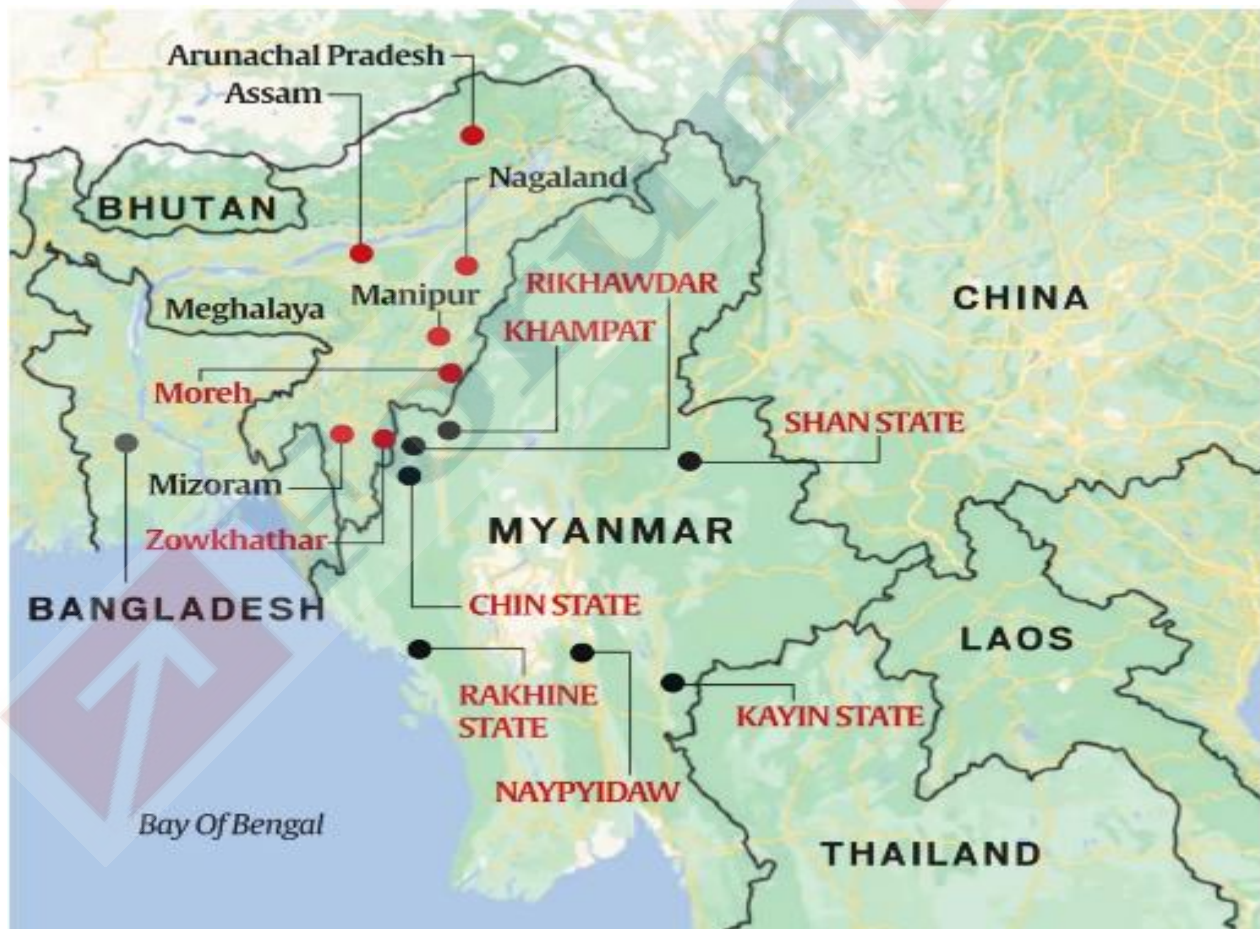 Arunachal Pradesh
Assam
Nagaland
BHUTAN
RIKHAWDAR
Manipur
Meghalaya
CHINA
KHAMPAT
Moreh
SHAN STATE
Mizoram
MYANMAR
Zowkhathar
CHIN STATE
BANGLADESH
LAOS
RAKHINE
STATE
KAYIN STATE
NAYPYIDAW
Bay Of Bengal
THAILAND